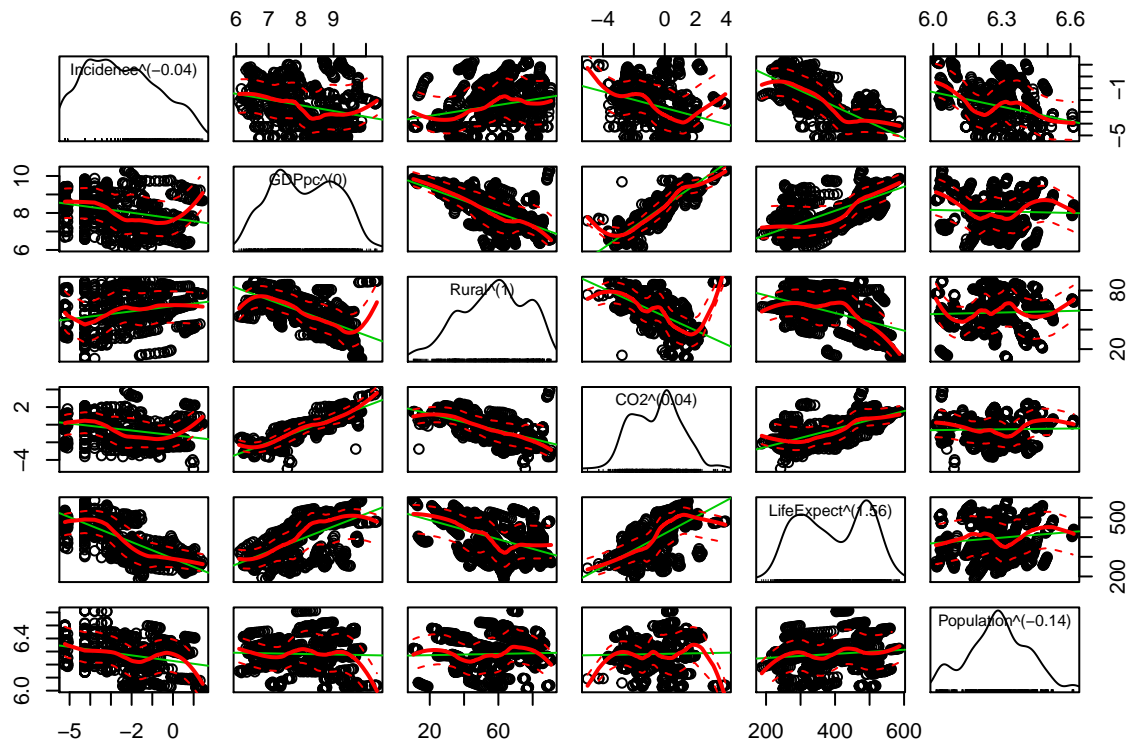 6 7 8 9
−4 0 2 4
6.0 6.3 6.6
Incidence^(−0.04)
−5 −1
GDPpc^(0)
6 8 10
Rural^(1)
20 80
CO2^(0.04)
−4 2
LifeExpect^(1.56)
200 500
Population^(−0.14)
6.0 6.4
−5 −2 0
20 60
200 400 600